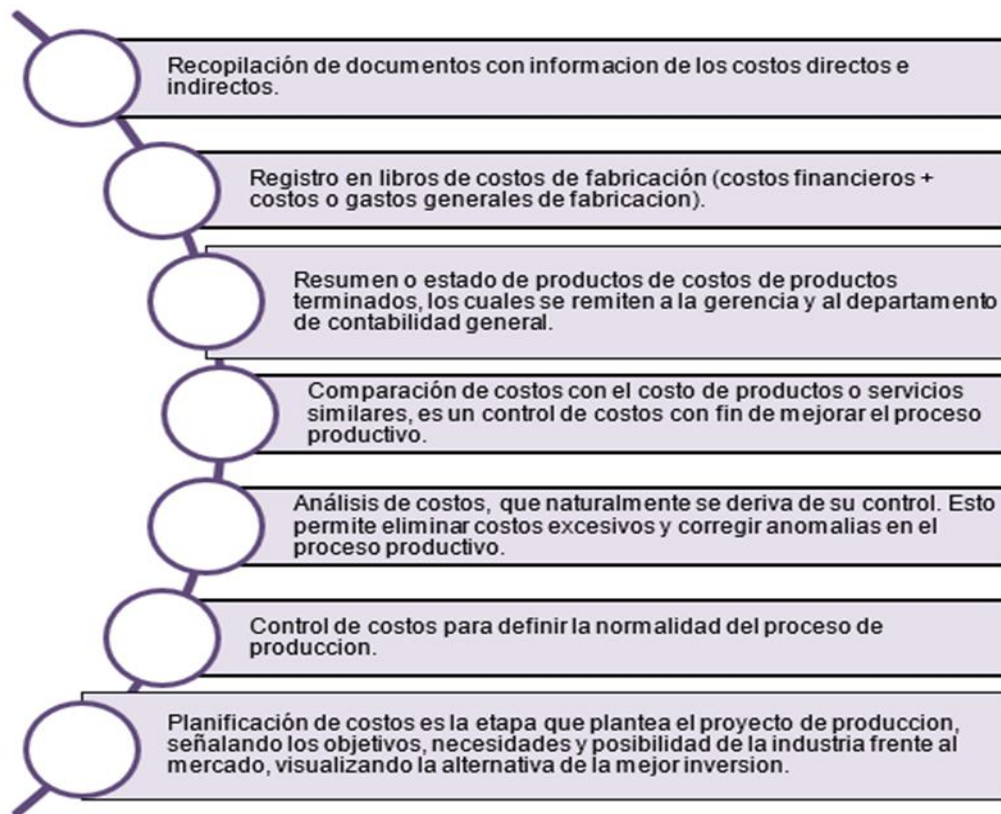 Recopilación de documentos con informacion de los costos directos e
indirectos.
Registro en libros de costos de fabricación (costos financieros +
costos o gastos generales de fabricacion).
Resumen o estado de productos de costos de productos
terminados, los cuales se remiten a la gerencia y al departamento
de contabilidad general.
Comparación de costos con el costo de productos o servicios
similares, es un control de costos con fin de mejorar el proceso
productivo.
Análisis de costos, que naturalmente se deriva de su control. Esto
permite eliminar costos excesivos y corregir anomalias en el
proceso productivo.
Control de costos para definir la normalidad del proceso de
produccion.
Planificación de costos es la etapa que plantea el proyecto de produccion,
señalando los objetivos, necesidades y posibilidad de la industria frente al
mercado, visualizando la alternativa de la mejor inversion.